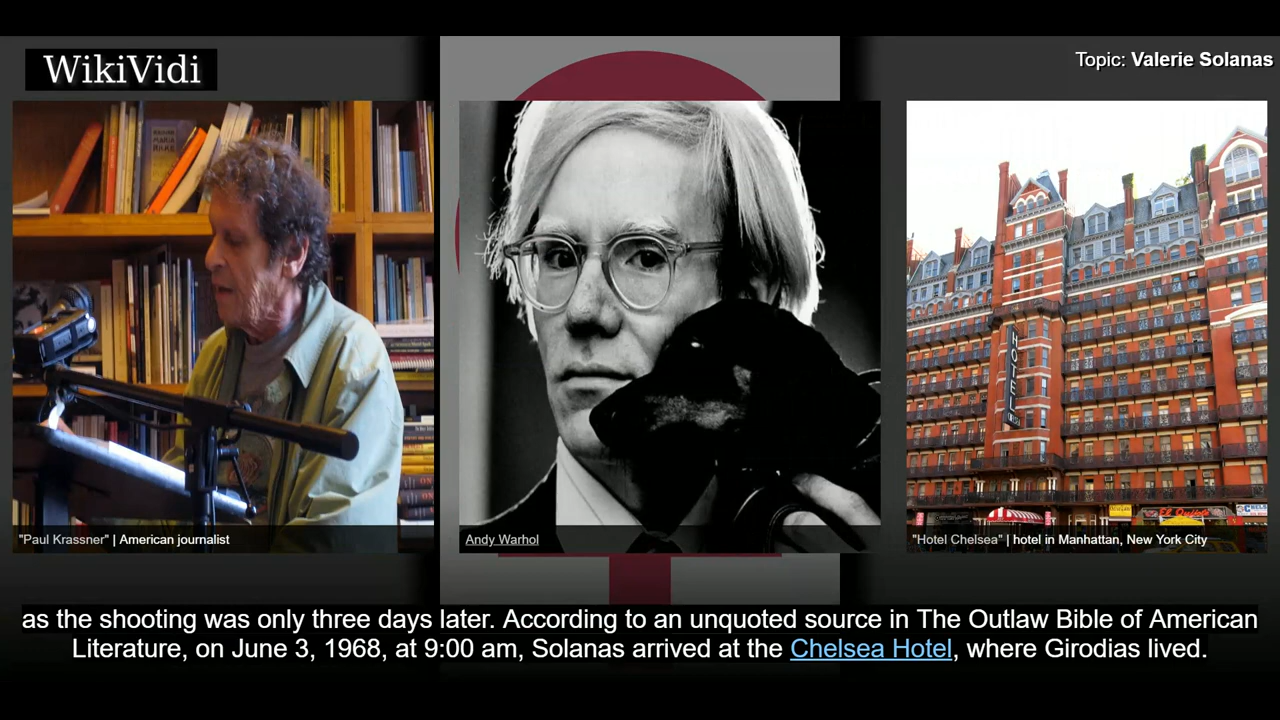 WikiVidi
Topic: Valerie Solanas
HOTEL
"Paul Krassner" | American journalist
Andy Warhol
"Hotel Chelsea" | hotel in Manhattan, New York City
as the shooting was only three days later. According to an unquoted source in The Outlaw Bible of American
Literature, on June 3, 1968, at 9:00 am, Solanas arrived at the Chelsea Hotel, where Girodias lived.